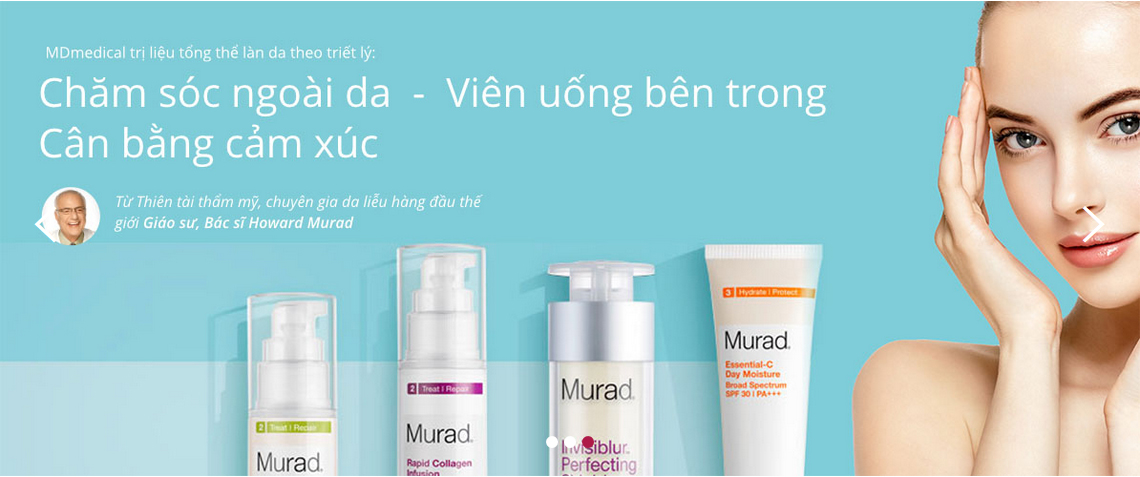 MDmedical trị liệu tổng thể làn da theo triết lý:
Chăm sóc ngoài da - Viên uống bên trong
Cân bằng cảm xúc
Từ Thiên tài thẩm mỹ, chuyên gia da liễu hàng đầu thế
giới Giáo sư, Bác sĩ Howard Murad
2 Treat | Repair
Murad.
2 Treat | Repair
Murad.
Rapid Collagen
Infusion
Murad.
Invisiblur
Perfecting
3 Hydrate | Protect
Murad.
Essential-C
Day Moisture
Broad Spectrum
SPF 30 | PA+++